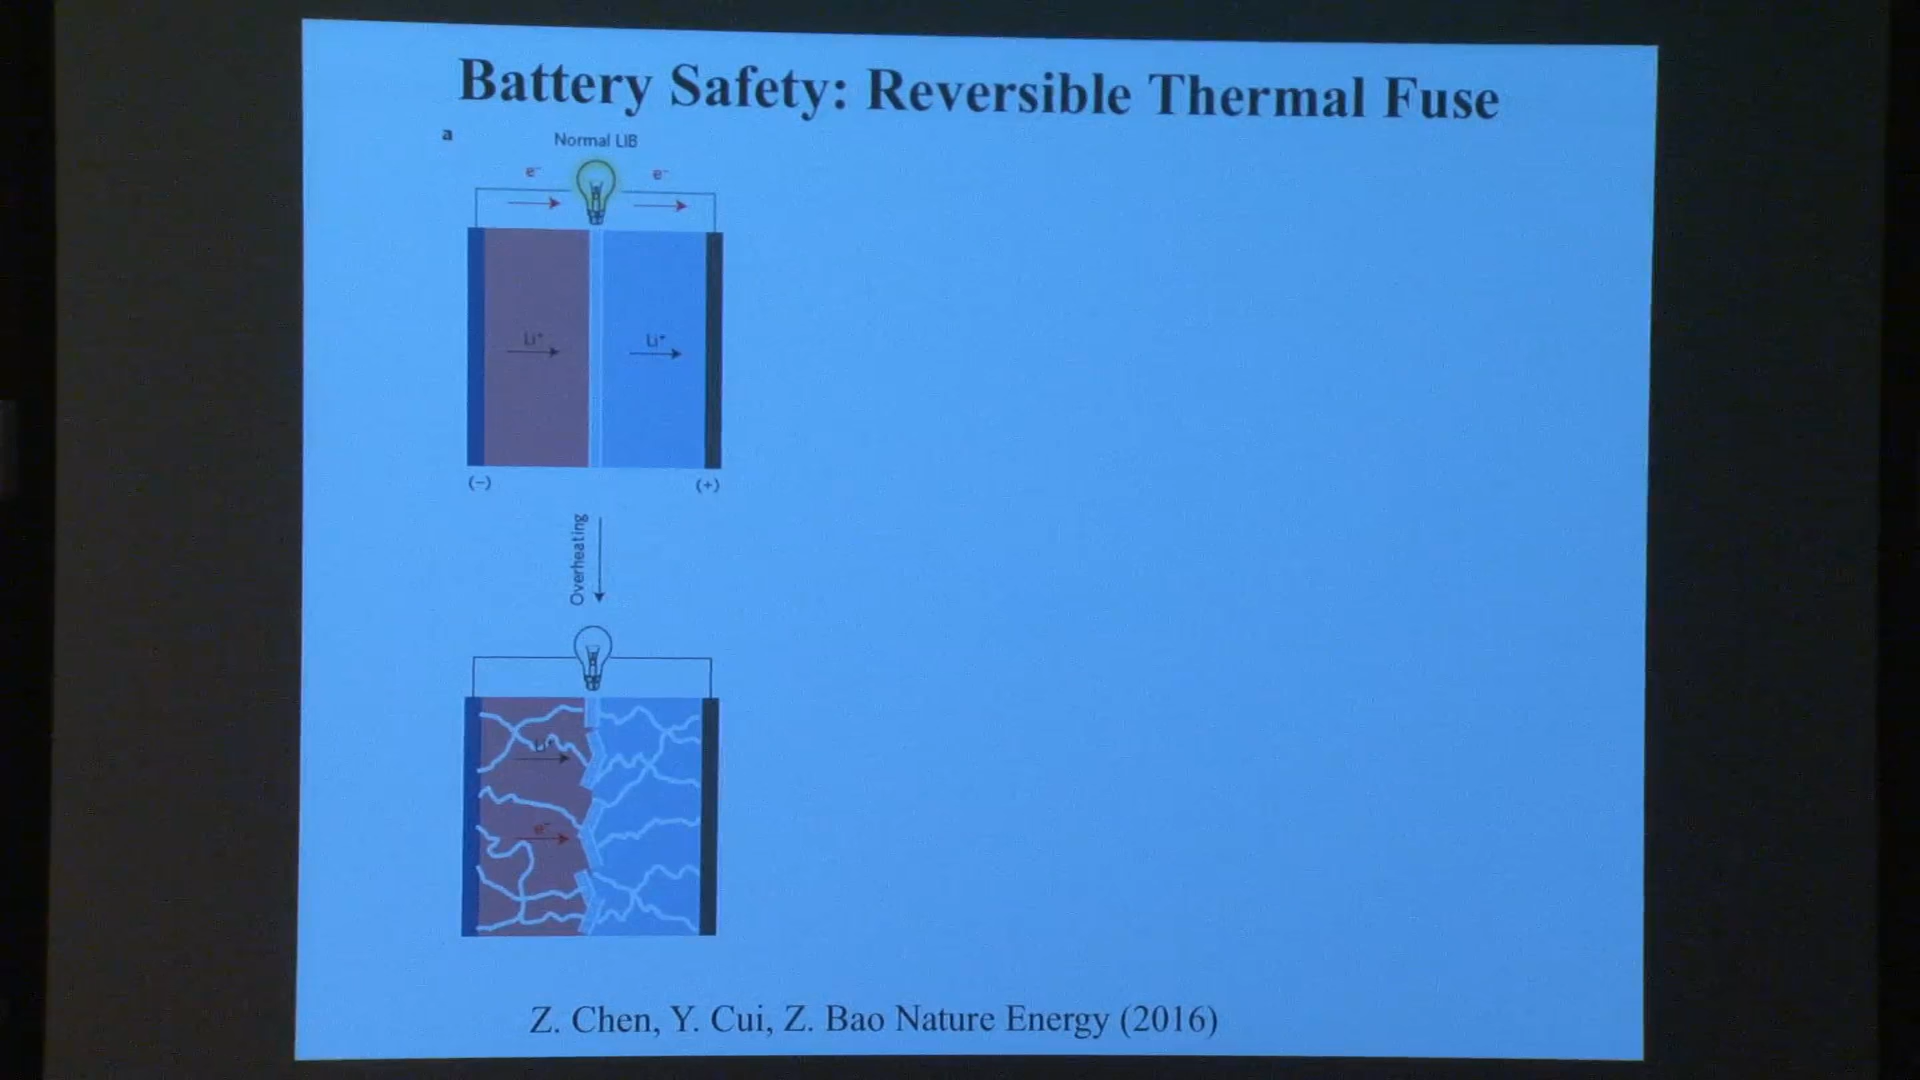 Battery Safety: Reversible Thermal Fuse
a
Normal LIB
e⁻ e⁻
Li⁺ Li⁺
(−) (+)
Overheating
Li⁺
e⁻
Z. Chen, Y. Cui, Z. Bao Nature Energy (2016)